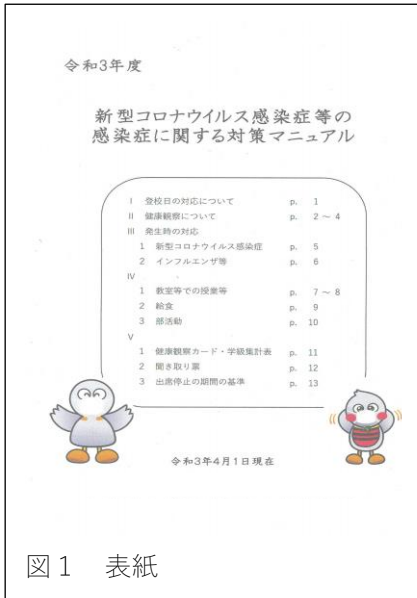 令和3年度
新型コロナウイルス感染症等の
感染症に関する対策マニュアル
Ⅰ 登校日の対応について p. 1
Ⅱ 健康観察について p. 2 ~ 4
Ⅲ 発生時の対応
1 新型コロナウイルス感染症 p. 5
2 インフルエンザ等 p. 6
Ⅳ
1 教室等での授業等 p. 7 ~ 8
2 給食 p. 9
3 部活動 p. 10
Ⅴ
1 健康観察カード・学級集計表 p. 11
2 聞き取り票 p. 12
3 出席停止の期間の基準 p. 13
令和3年4月1日現在
図1 表紙